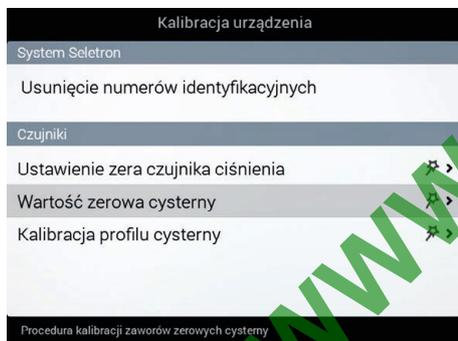 Kalibracja urządzenia
System Seletron
Usunięcie numerów identyfikacyjnych
Czujniki
Ustawienie zera czujnika ciśnienia
Wartość zerowa cysterny
Kalibracja profilu cysterny
Procedura kalibracji zaworów zerowych cysterny
www